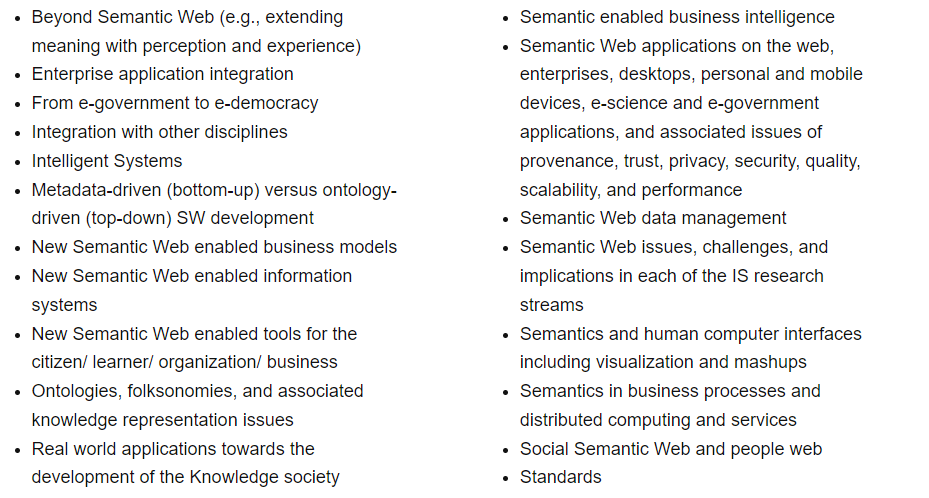 Beyond Semantic Web (e.g., extending
meaning with perception and experience)
Enterprise application integration
From e-government to e-democracy
Integration with other disciplines
Intelligent Systems
Metadata-driven (bottom-up) versus ontology-
driven (top-down) SW development
New Semantic Web enabled business models
New Semantic Web enabled information
systems
New Semantic Web enabled tools for the
citizen/ learner/ organization/ business
Ontologies, folksonomies, and associated
knowledge representation issues
Real world applications towards the
development of the Knowledge society
Semantic enabled business intelligence
Semantic Web applications on the web,
enterprises, desktops, personal and mobile
devices, e-science and e-government
applications, and associated issues of
provenance, trust, privacy, security, quality,
scalability, and performance
Semantic Web data management
Semantic Web issues, challenges, and
implications in each of the IS research
streams
Semantics and human computer interfaces
including visualization and mashups
Semantics in business processes and
distributed computing and services
Social Semantic Web and people web
Standards